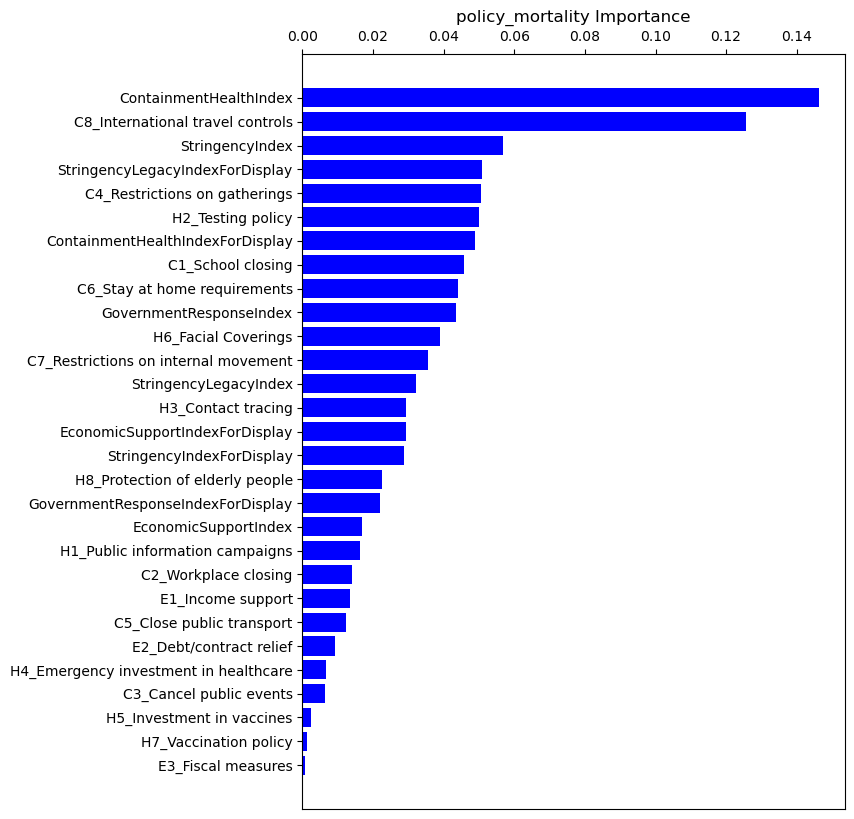 policy_mortality Importance
0.00 0.02 0.04 0.06 0.08 0.10 0.12 0.14
ContainmentHealthIndex
C8_International travel controls
StringencyIndex
StringencyLegacyIndexForDisplay
C4_Restrictions on gatherings
H2_Testing policy
ContainmentHealthIndexForDisplay
C1_School closing
C6_Stay at home requirements
GovernmentResponseIndex
H6_Facial Coverings
C7_Restrictions on internal movement
StringencyLegacyIndex
H3_Contact tracing
EconomicSupportIndexForDisplay
StringencyIndexForDisplay
H8_Protection of elderly people
GovernmentResponseIndexForDisplay
EconomicSupportIndex
H1_Public information campaigns
C2_Workplace closing
E1_Income support
C5_Close public transport
E2_Debt/contract relief
H4_Emergency investment in healthcare
C3_Cancel public events
H5_Investment in vaccines
H7_Vaccination policy
E3_Fiscal measures